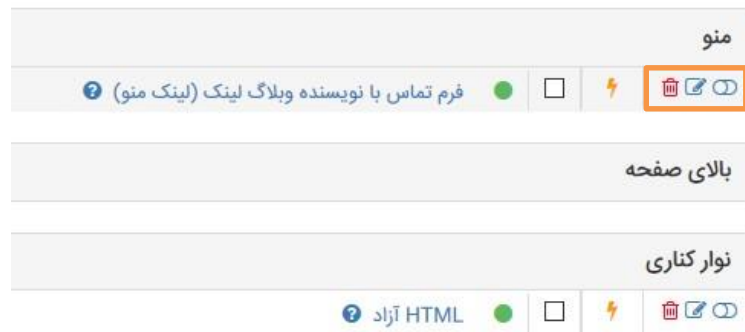 منو
فرم تماس با نویسنده وبلاگ لینک (لینک منو)
بالای صفحه
نوار کناری
HTML آزاد